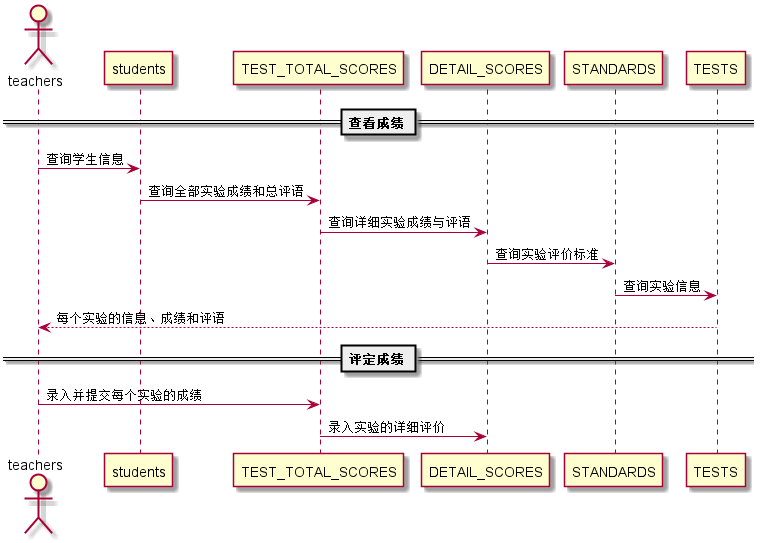 teachers
students
TEST_TOTAL_SCORES
DETAIL_SCORES
STANDARDS
TESTS
查看成绩
查询学生信息
查询全部实验成绩和总评语
查询详细实验成绩与评语
查询实验评价标准
查询实验信息
每个实验的信息、成绩和评语
评定成绩
录入并提交每个实验的成绩
录入实验的详细评价
teachers
students
TEST_TOTAL_SCORES
DETAIL_SCORES
STANDARDS
TESTS